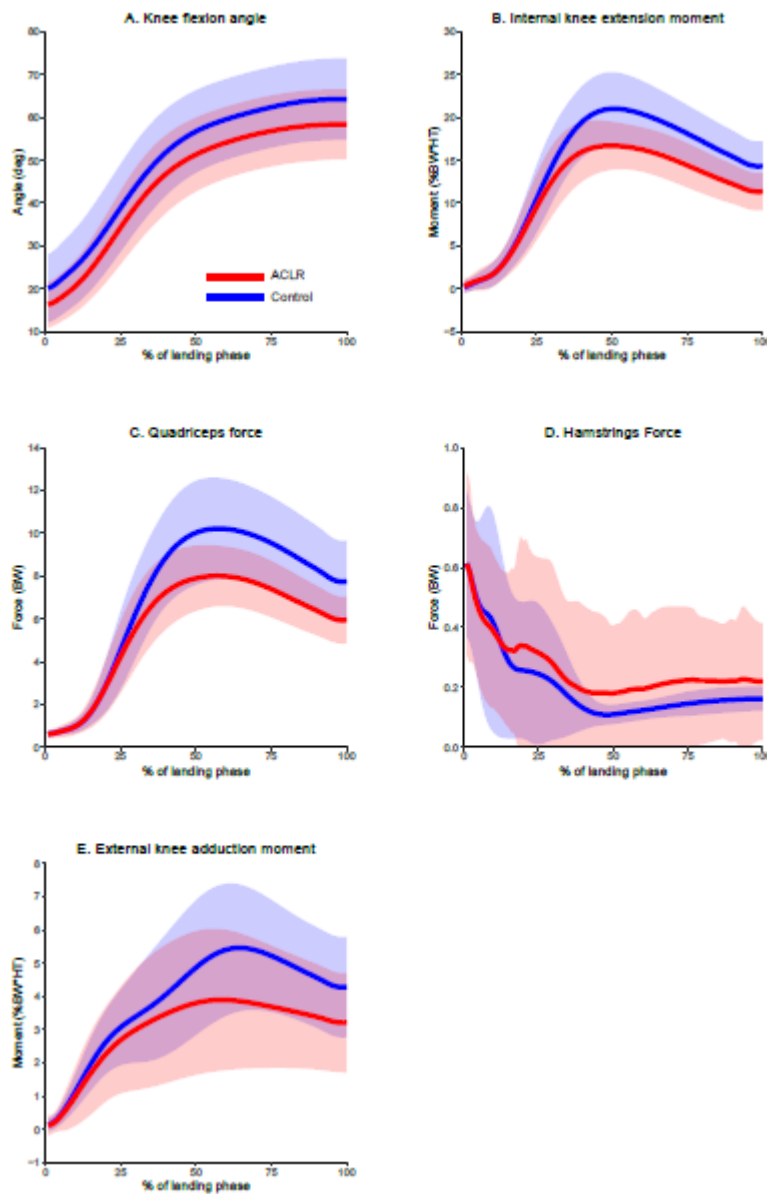 A. Knee flexion angle
80
70
60
50
40
30
20
10
Angle (deg)
ACLR
Control
0 25 50 75 100
% of landing phase
B. Internal knee extension moment
30
25
20
15
10
5
0
−5
Moment (%BW*HT)
0 25 50 75 100
% of landing phase
C. Quadriceps force
14
12
10
8
6
4
2
0
Force (BW)
0 25 50 75 100
% of landing phase
D. Hamstrings Force
1.0
0.8
0.6
0.4
0.2
0.0
Force (BW)
0 25 50 75 100
% of landing phase
E. External knee adduction moment
8
7
6
5
4
3
2
1
0
−1
Moment (%BW*HT)
0 25 50 75 100
% of landing phase